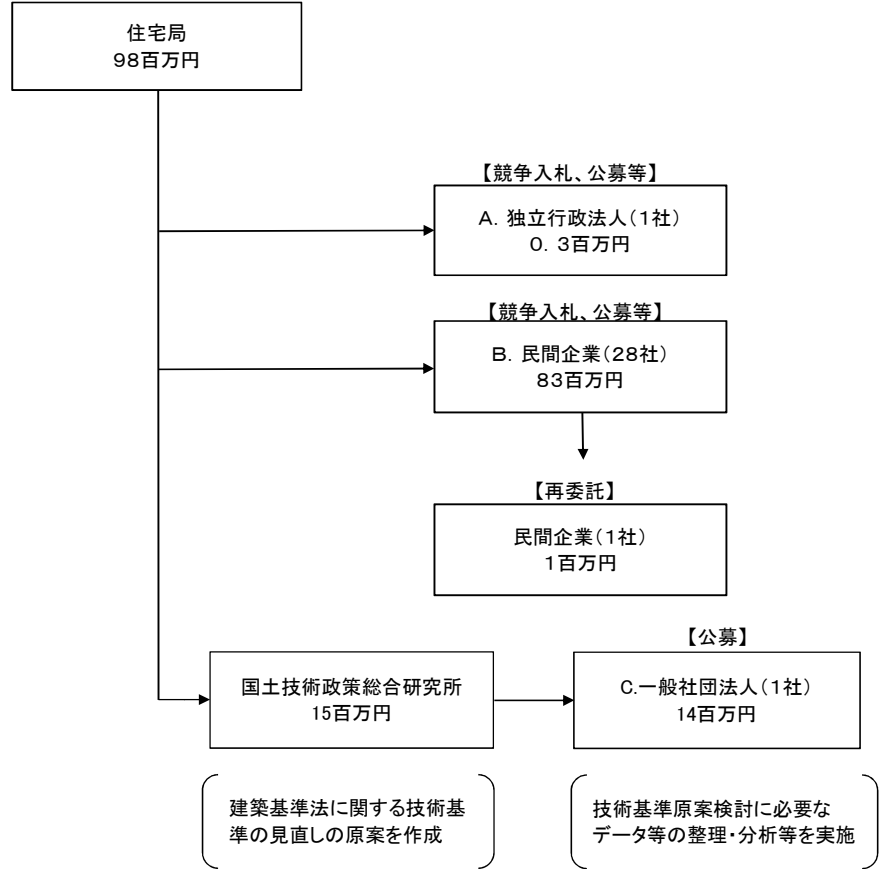 住宅局
98百万円
【競争入札、公募等】
A．独立行政法人(1社)
0．3百万円
【競争入札、公募等】
B．民間企業(28社)
83百万円
【再委託】
民間企業(1社)
1百万円
国土技術政策総合研究所
15百万円
【公募】
C.一般社団法人(1社)
14百万円
建築基準法に関する技術基
準の見直しの原案を作成
技術基準原案検討に必要な
データ等の整理・分析等を実施